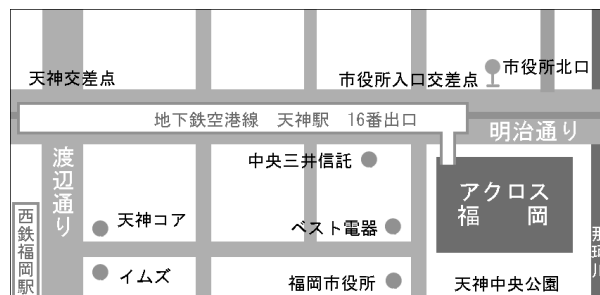 天神交差点
市役所入口交差点
市役所北口
地下鉄空港線　天神駅　16番出口
明治通り
渡辺通り
中央三井信託
アクロス
福岡
天神コア
ベスト電器
西鉄福岡駅
イムズ
福岡市役所
天神中央公園
那珂川